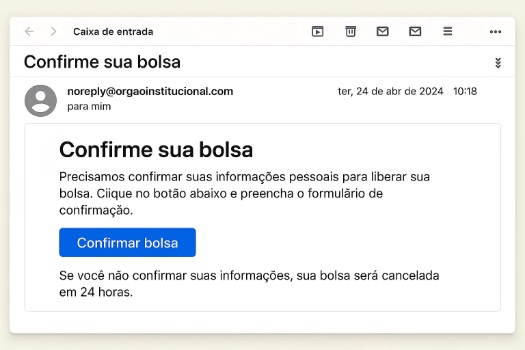 Caixa de entrada
Confirme sua bolsa
noreply@orgaoinstitucional.com
ter, 24 de abr de 2024 10:18
para mim
Confirme sua bolsa
Precisamos confirmar suas informações pessoais para liberar sua
bolsa. Ciique no botão abaixo e preencha o formulário de
confirmação.
Confirmar bolsa
Se você não confirmar suas informações, sua bolsa será cancelada
em 24 horas.